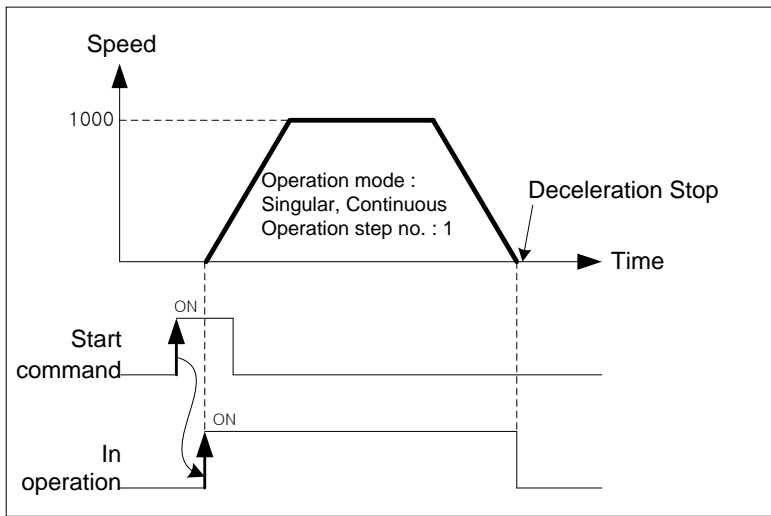 Speed
1000
Operation mode :
Singular, Continuous
Operation step no. : 1
Deceleration Stop
Time
ON
Start
command
ON
In
operation